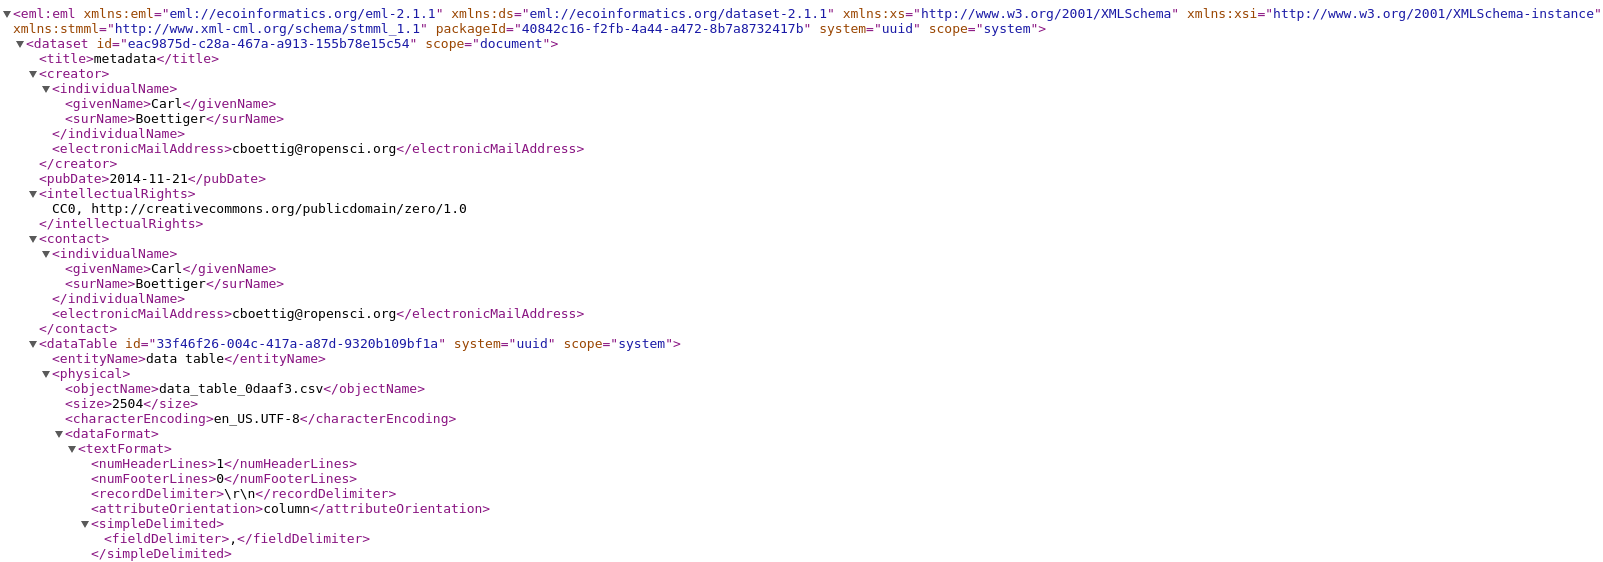 <eml:eml xmlns:eml="eml://ecoinformatics.org/eml-2.1.1" xmlns:ds="eml://ecoinformatics.org/dataset-2.1.1" xmlns:xs="http://www.w3.org/2001/XMLSchema" xmlns:xsi="http://www.w3.org/2001/XMLSchema-instance"
xmlns:stmml="http://www.xml-cml.org/schema/stmml_1.1" packageId="40842c16-f2fb-4a44-a472-8b7a8732417b" system="uuid" scope="system">
<dataset id="eac9875d-c28a-467a-a913-155b78e15c54" scope="document">
<title>metadata</title>
<creator>
<individualName>
<givenName>Carl</givenName>
<surName>Boettiger</surName>
</individualName>
<electronicMailAddress>cboettig@ropensci.org</electronicMailAddress>
</creator>
<pubDate>2014-11-21</pubDate>
<intellectualRights>
CC0, http://creativecommons.org/publicdomain/zero/1.0
</intellectualRights>
<contact>
<individualName>
<givenName>Carl</givenName>
<surName>Boettiger</surName>
</individualName>
<electronicMailAddress>cboettig@ropensci.org</electronicMailAddress>
</contact>
<dataTable id="33f46f26-004c-417a-a87d-9320b109bf1a" system="uuid" scope="system">
<entityName>data table</entityName>
<physical>
<objectName>data_table_0daaf3.csv</objectName>
<size>2504</size>
<characterEncoding>en_US.UTF-8</characterEncoding>
<dataFormat>
<textFormat>
<numHeaderLines>1</numHeaderLines>
<numFooterLines>0</numFooterLines>
<recordDelimiter>\r\n</recordDelimiter>
<attributeOrientation>column</attributeOrientation>
<simpleDelimited>
<fieldDelimiter>,</fieldDelimiter>
</simpleDelimited>